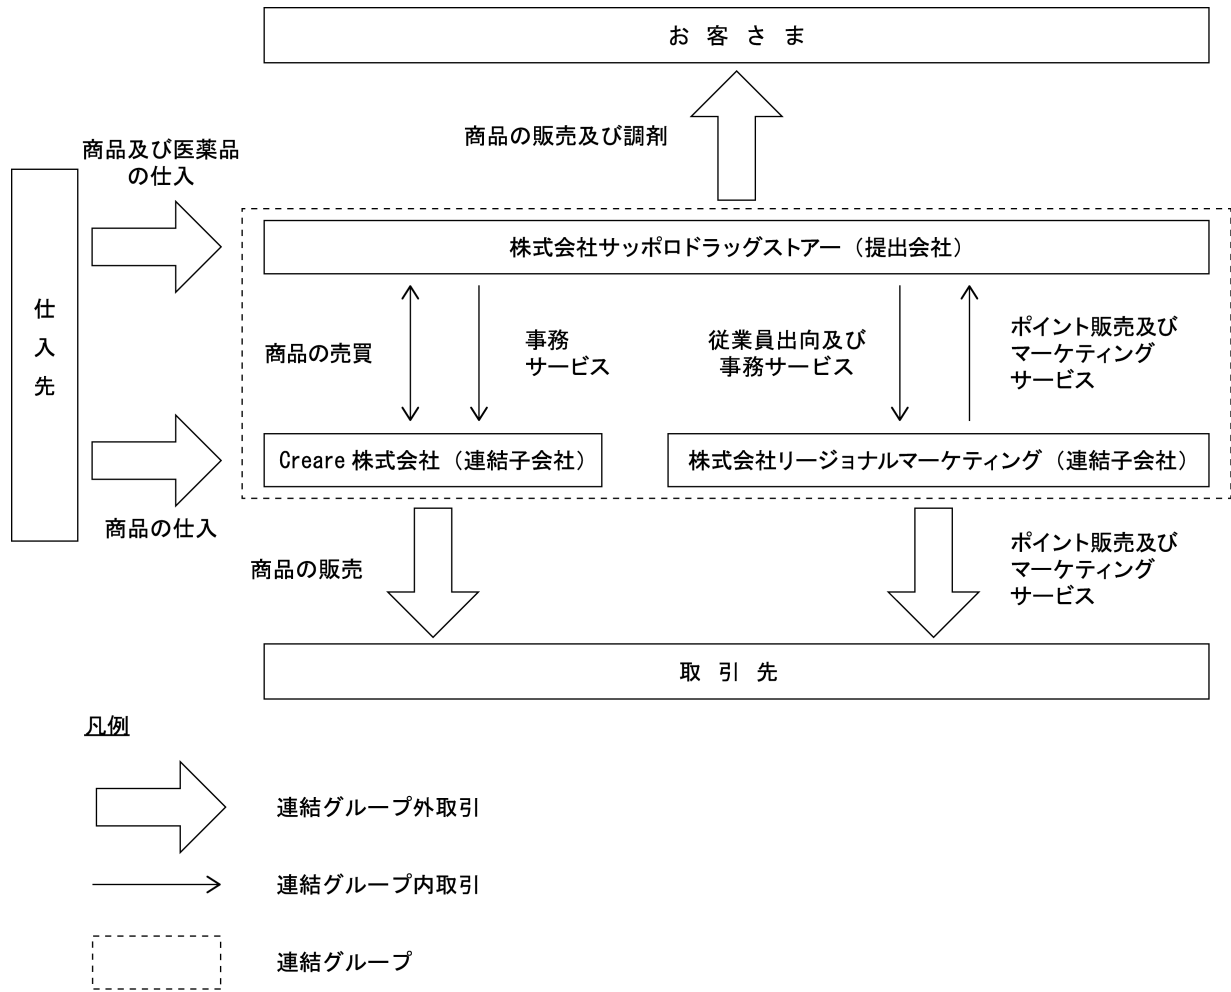 お客さま
商品の販売及び調剤
商品及び医薬品
の仕入
仕入先
株式会社サッポロドラッグストアー（提出会社）
商品の売買
事務
サービス
従業員出向及び
事務サービス
ポイント販売及び
マーケティング
サービス
Creare 株式会社（連結子会社）
株式会社リージョナルマーケティング（連結子会社）
商品の仕入
商品の販売
ポイント販売及び
マーケティング
サービス
取引先
凡例
連結グループ外取引
連結グループ内取引
連結グループ